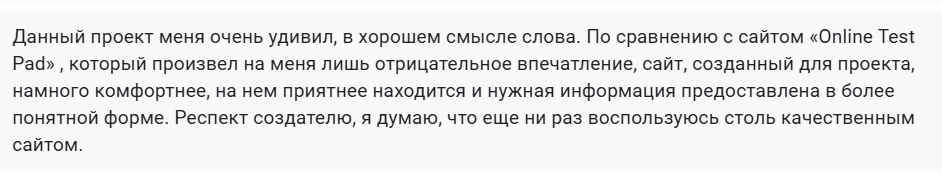 Данный проект меня очень удивил, в хорошем смысле слова. По сравнению с сайтом «Online Test
Pad» , который произвел на меня лишь отрицательное впечатление, сайт, созданный для проекта,
намного комфортнее, на нем приятнее находится и нужная информация предоставлена в более
понятной форме. Респект создателю, я думаю, что еще ни раз воспользуюсь столь качественным
сайтом.